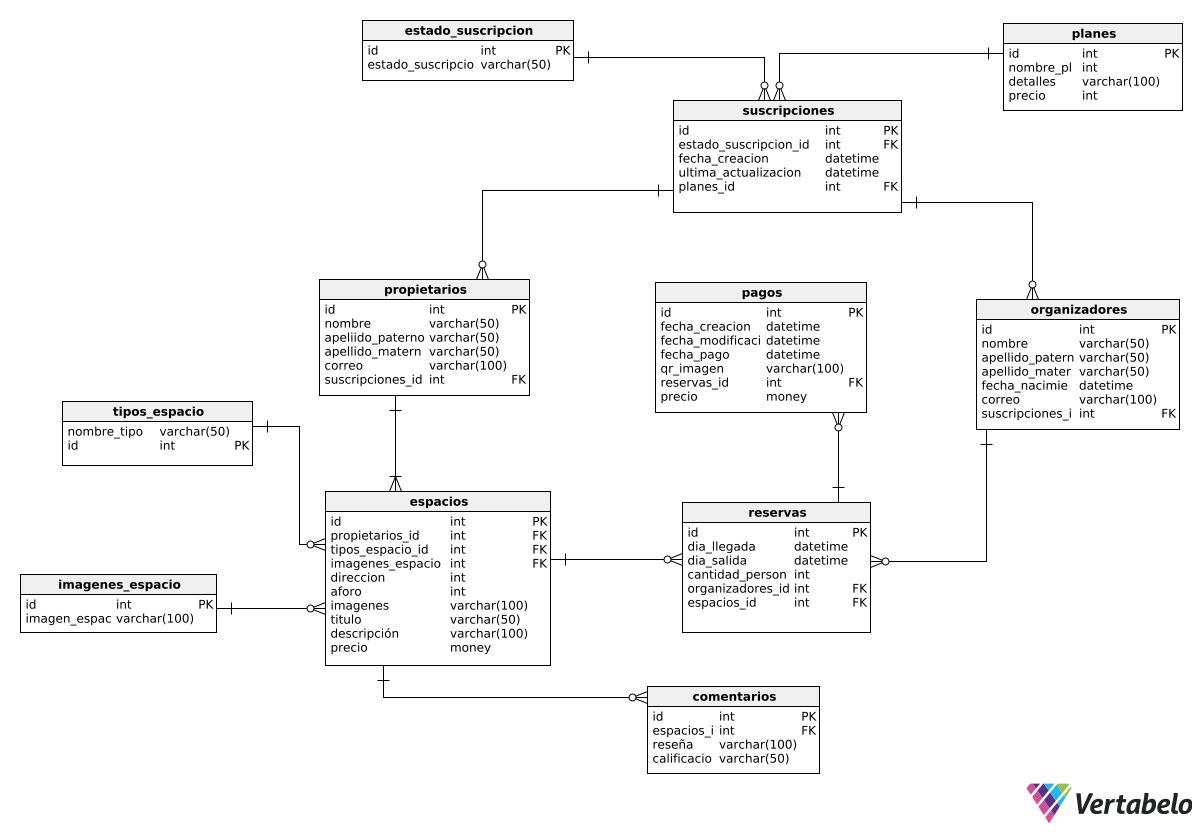 estado_suscripcion
id int PK
estado_suscripcio varchar(50)
planes
id int PK
nombre_pl int
detalles varchar(100)
precio int
suscripciones
id int PK
estado_suscripcion_id int FK
fecha_creacion datetime
ultima_actualizacion datetime
planes_id int FK
propietarios
id int PK
nombre varchar(50)
apeliido_paterno varchar(50)
apellido_matern varchar(50)
correo varchar(100)
suscripciones_id int FK
pagos
id int PK
fecha_creacion datetime
fecha_modificaci datetime
fecha_pago datetime
qr_imagen varchar(100)
reservas_id int FK
precio money
organizadores
id int PK
nombre varchar(50)
apellido_patern varchar(50)
apellido_mater varchar(50)
fecha_nacimie datetime
correo varchar(100)
suscripciones_i int FK
tipos_espacio
nombre_tipo varchar(50)
id int PK
espacios
id int PK
propietarios_id int FK
tipos_espacio_id int FK
imagenes_espacio int FK
direccion int
aforo int
imagenes varchar(100)
titulo varchar(50)
descripción varchar(100)
precio money
reservas
id int PK
dia_llegada datetime
dia_salida datetime
cantidad_person int
organizadores_id int FK
espacios_id int FK
imagenes_espacio
id int PK
imagen_espac varchar(100)
comentarios
id int PK
espacios_i int FK
reseña varchar(100)
calificacio varchar(50)
Vertabelo